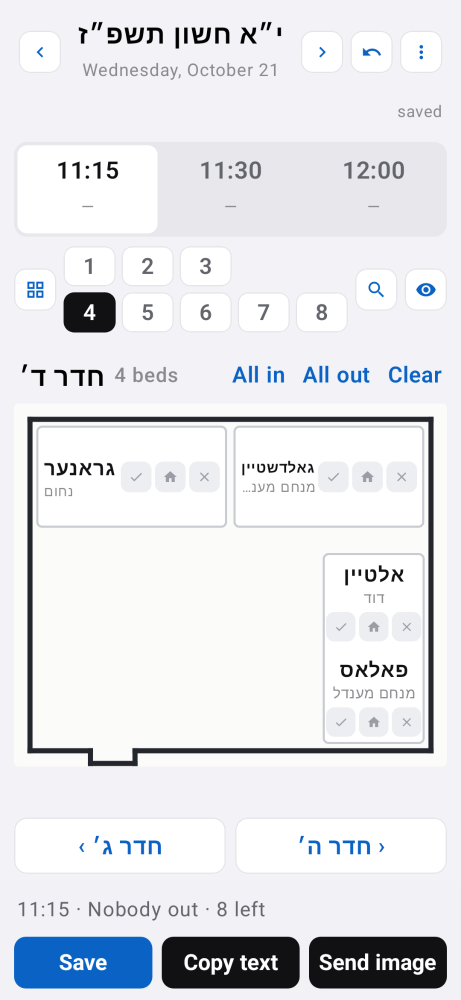 י״א חשון תשפ״ז
Wednesday, October 21
saved
11:15 11:30 12:00
– – –
1 2 3
4 5 6 7 8
חדר ד׳ 4 beds All in All out Clear
גראנער
נחום
גאלדשטיין
מנחם מענ...
אלטיין
דוד
פאלאס
מנחם מענדל
‹ חדר ג׳
חדר ה׳ ›
11:15 · Nobody out · 8 left
Save Copy text Send image